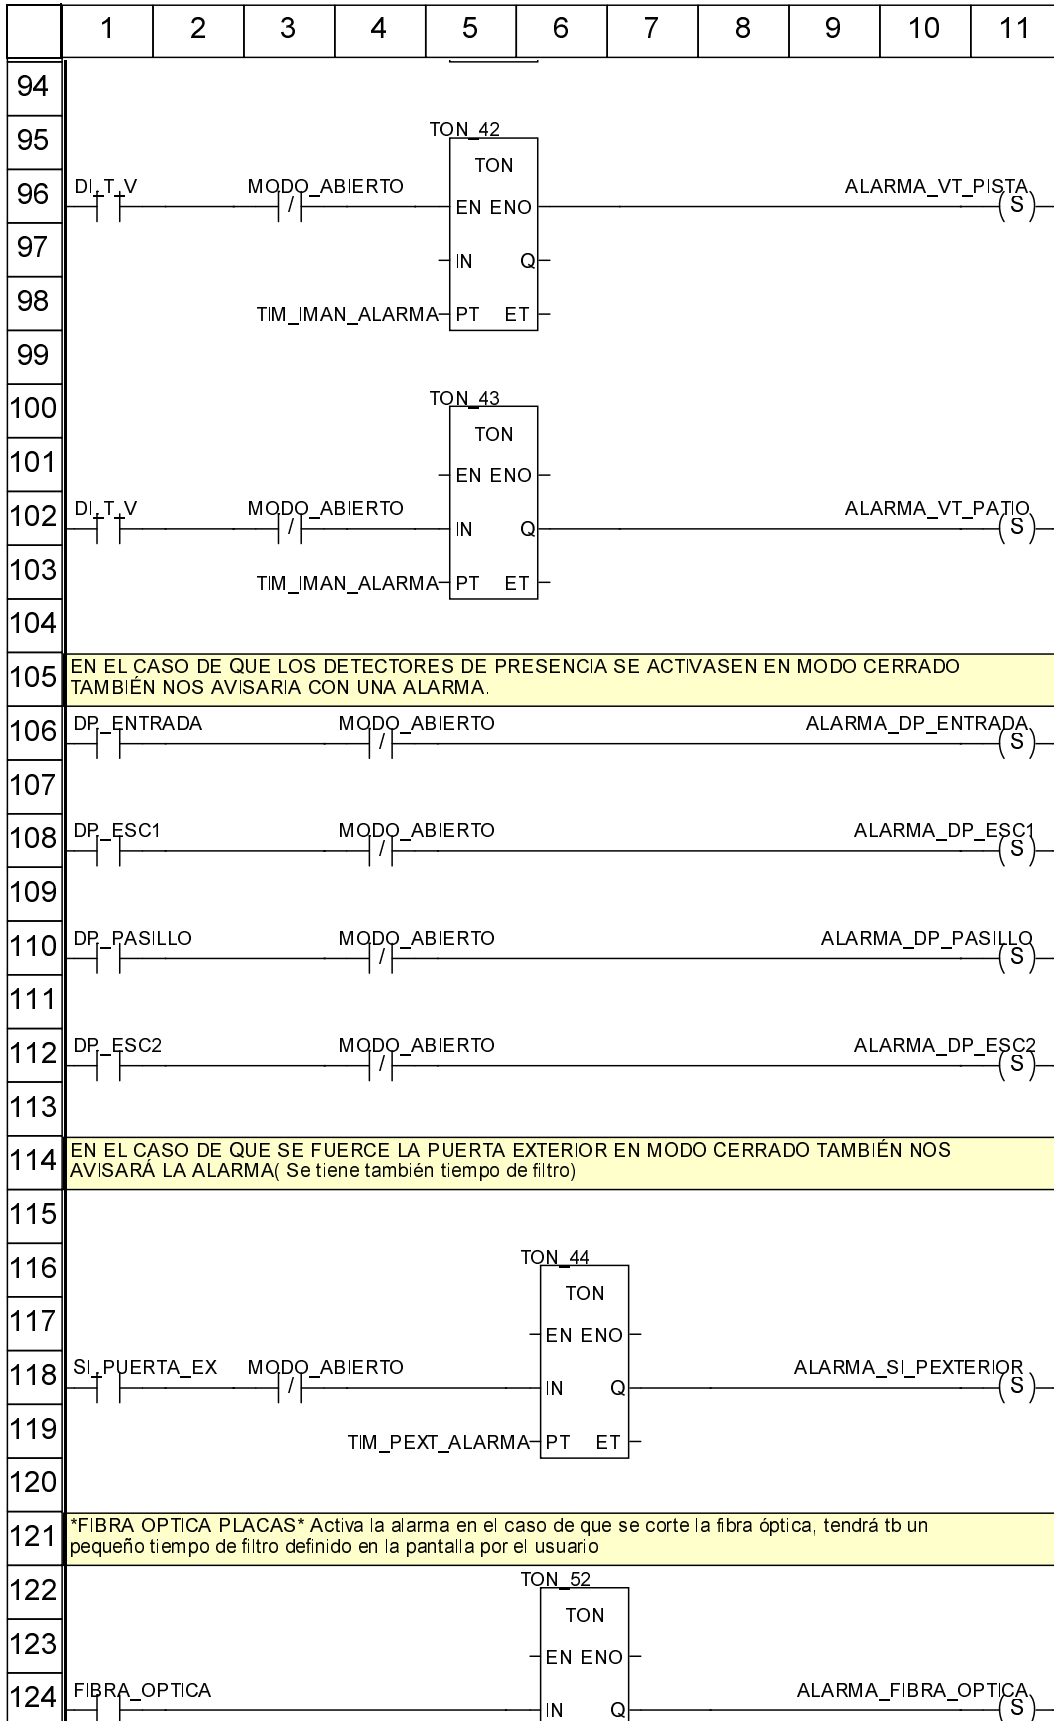 1 2 3 4 5 6 7 8 9 10 11
94
95
TON_42
TON
96
DI_T_V MODO_ABIERTO ALARMA_VT_PISTA
/ EN ENO S
97
IN Q
98
TIM_IMAN_ALARMA PT ET
99
100
TON_43
TON
101
EN ENO
102
DI_T_V MODO_ABIERTO ALARMA_VT_PATIO
/ IN Q S
103
TIM_IMAN_ALARMA PT ET
104
105
EN EL CASO DE QUE LOS DETECTORES DE PRESENCIA SE ACTIVASEN EN MODO CERRADO
TAMBIÉN NOS AVISARIA CON UNA ALARMA.
106
DP_ENTRADA MODO_ABIERTO ALARMA_DP_ENTRADA
/ S
107
108
DP_ESC1 MODO_ABIERTO ALARMA_DP_ESC1
/ S
109
110
DP_PASILLO MODO_ABIERTO ALARMA_DP_PASILLO
/ S
111
112
DP_ESC2 MODO_ABIERTO ALARMA_DP_ESC2
/ S
113
114
EN EL CASO DE QUE SE FUERCE LA PUERTA EXTERIOR EN MODO CERRADO TAMBIÉN NOS
AVISARÁ LA ALARMA( Se tiene también tiempo de filtro)
115
116
TON_44
TON
117
EN ENO
118
SI_PUERTA_EX MODO_ABIERTO ALARMA_SI_PEXTERIOR
/ IN Q S
119
TIM_PEXT_ALARMA PT ET
120
121
*FIBRA OPTICA PLACAS* Activa la alarma en el caso de que se corte la fibra óptica, tendrá tb un
pequeño tiempo de filtro definido en la pantalla por el usuario
122
TON_52
TON
123
EN ENO
124
FIBRA_OPTICA ALARMA_FIBRA_OPTICA
IN Q S